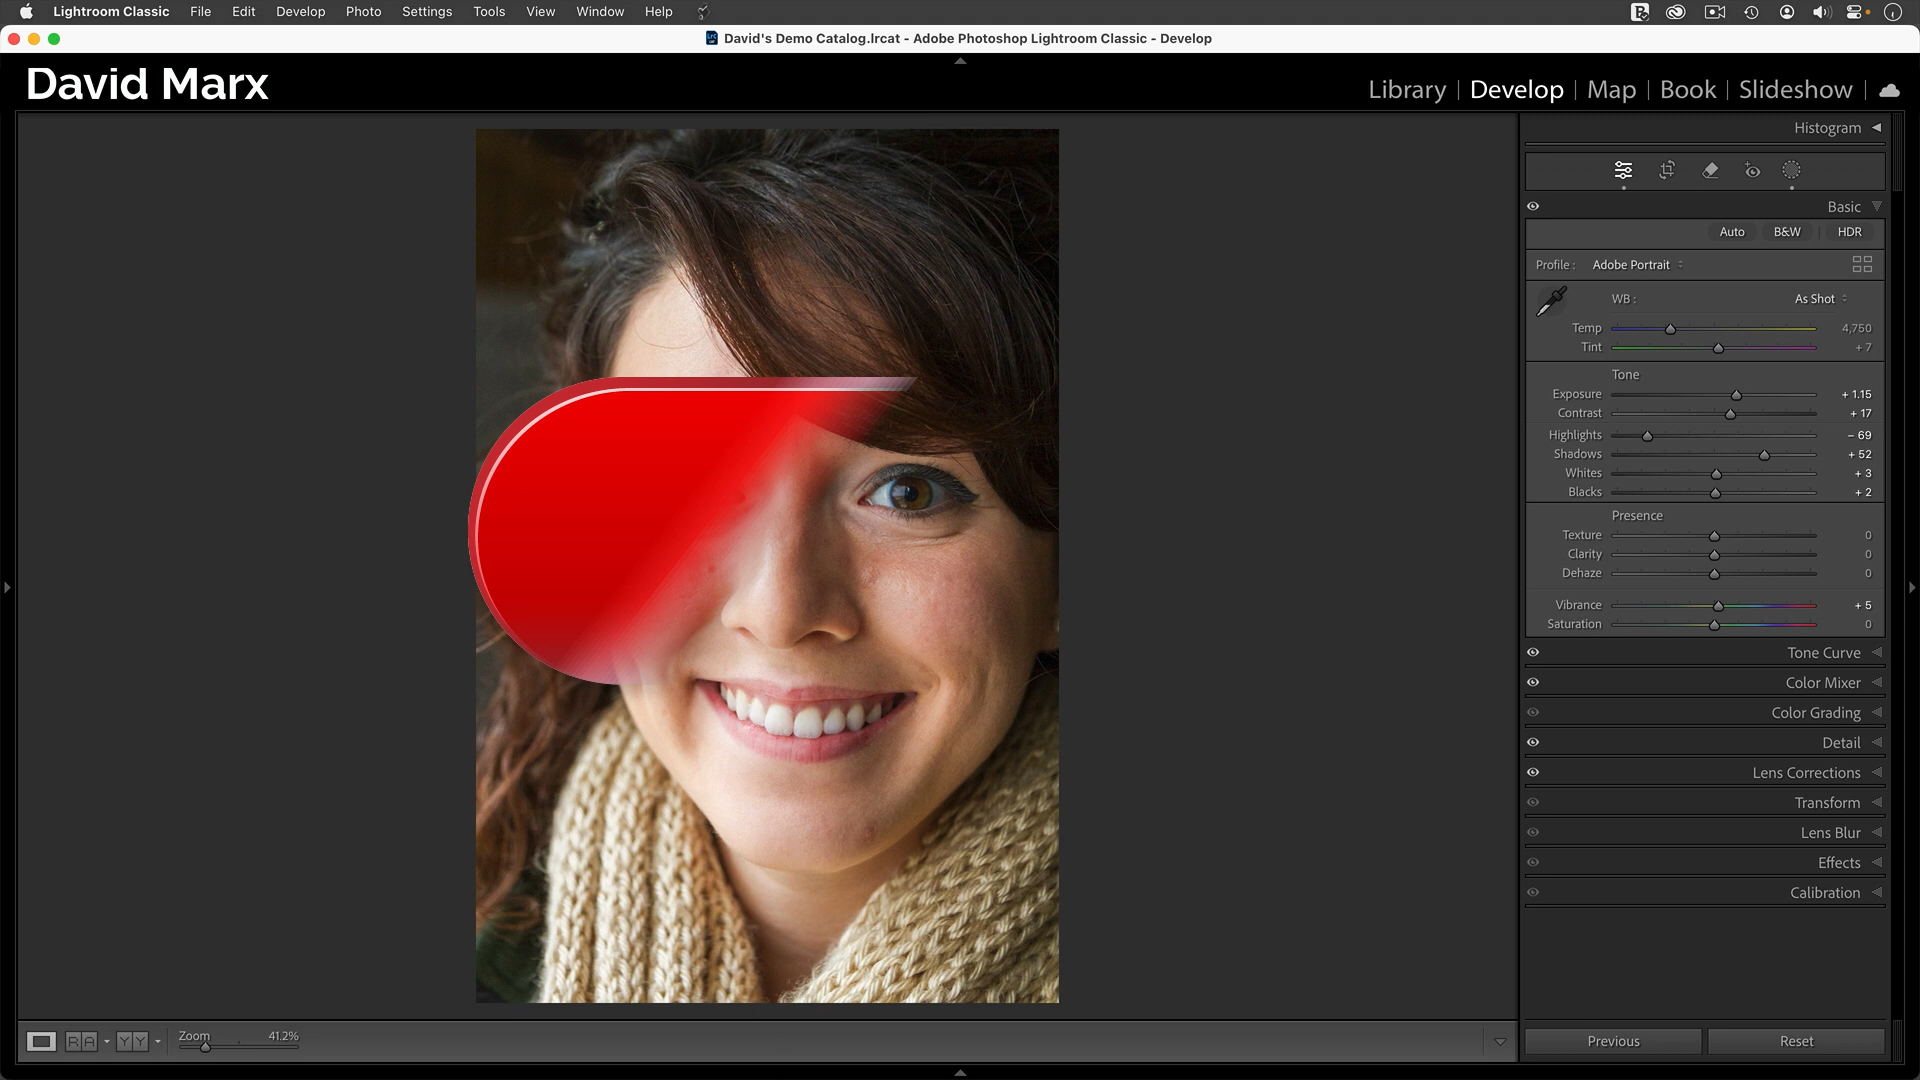 Lightroom Classic File Edit Develop Photo Settings Tools View Window Help
David's Demo Catalog.lrcat - Adobe Photoshop Lightroom Classic - Develop
David Marx
Library | Develop | Map | Book | Slideshow |
Histogram
Basic
Auto B&W | HDR
Profile : Adobe Portrait
WB : As Shot
Temp 4,750
Tint + 7
Tone
Exposure + 1.15
Contrast + 17
Highlights – 69
Shadows + 52
Whites + 3
Blacks + 2
Presence
Texture 0
Clarity 0
Dehaze 0
Vibrance + 5
Saturation 0
Tone Curve
Color Mixer
Color Grading
Detail
Lens Corrections
Transform
Lens Blur
Effects
Calibration
R A Y Y Zoom 41.2%
Previous Reset